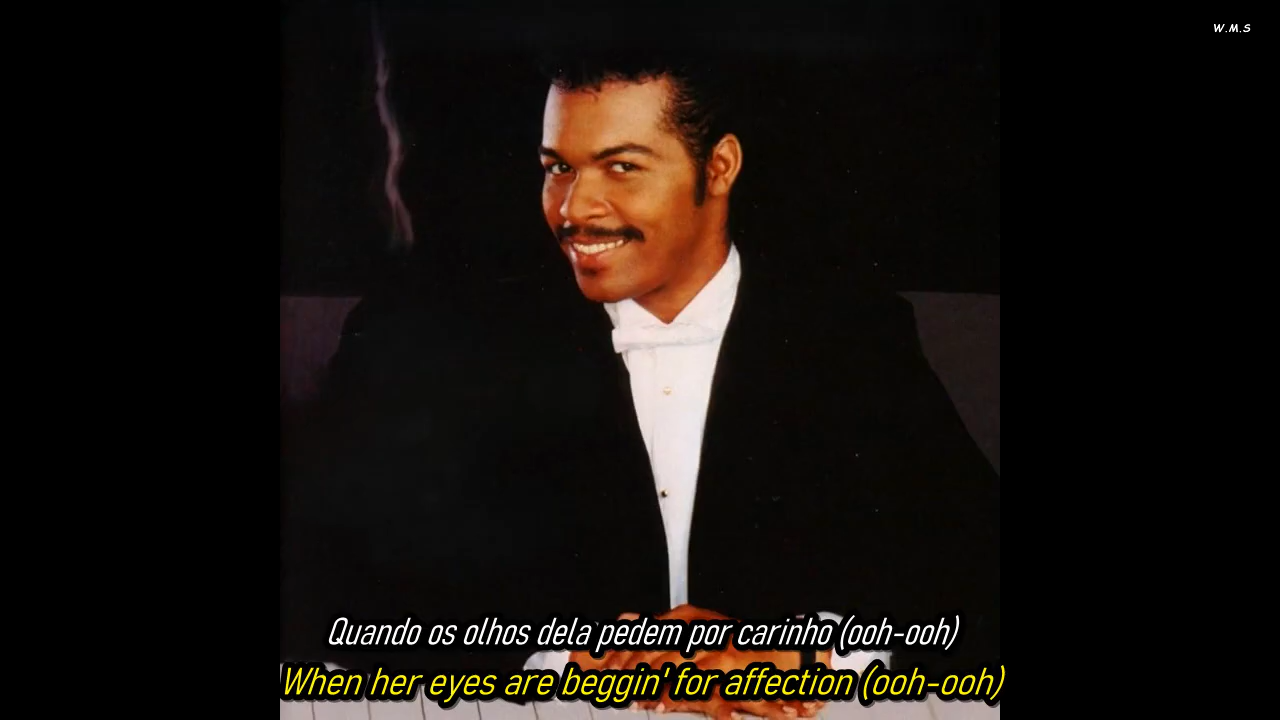 W.M.S
Quando os olhos dela pedem por carinho (ooh-ooh)
When her eyes are beggin' for affection (ooh-ooh)